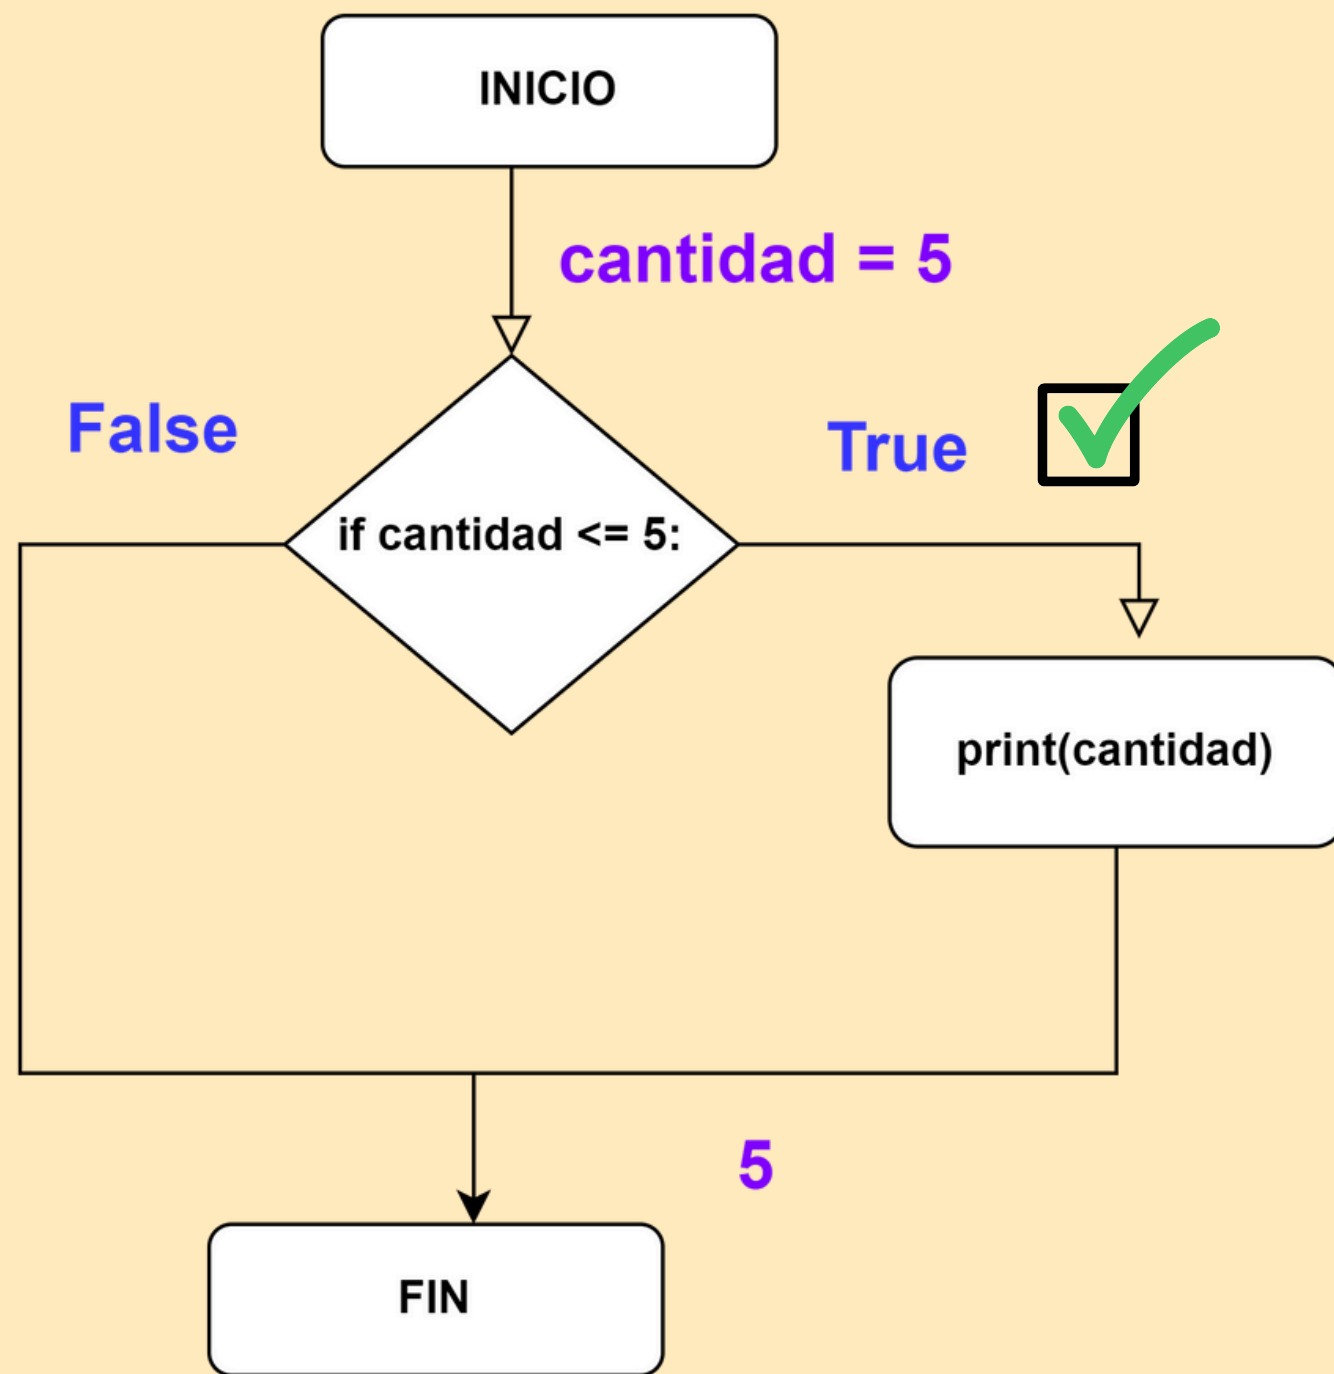 INICIO
cantidad = 5
False
True
if cantidad <= 5:
print(cantidad)
5
FIN